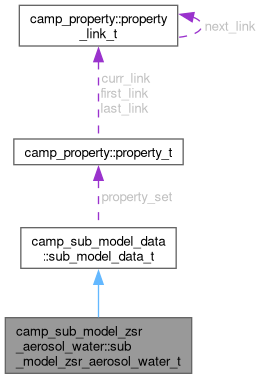 camp_property::property
_link_t
next_link
curr_link
first_link
last_link
camp_property::property_t
property_set
camp_sub_model_data
::sub_model_data_t
camp_sub_model_zsr
_aerosol_water::sub
_model_zsr_aerosol_water_t